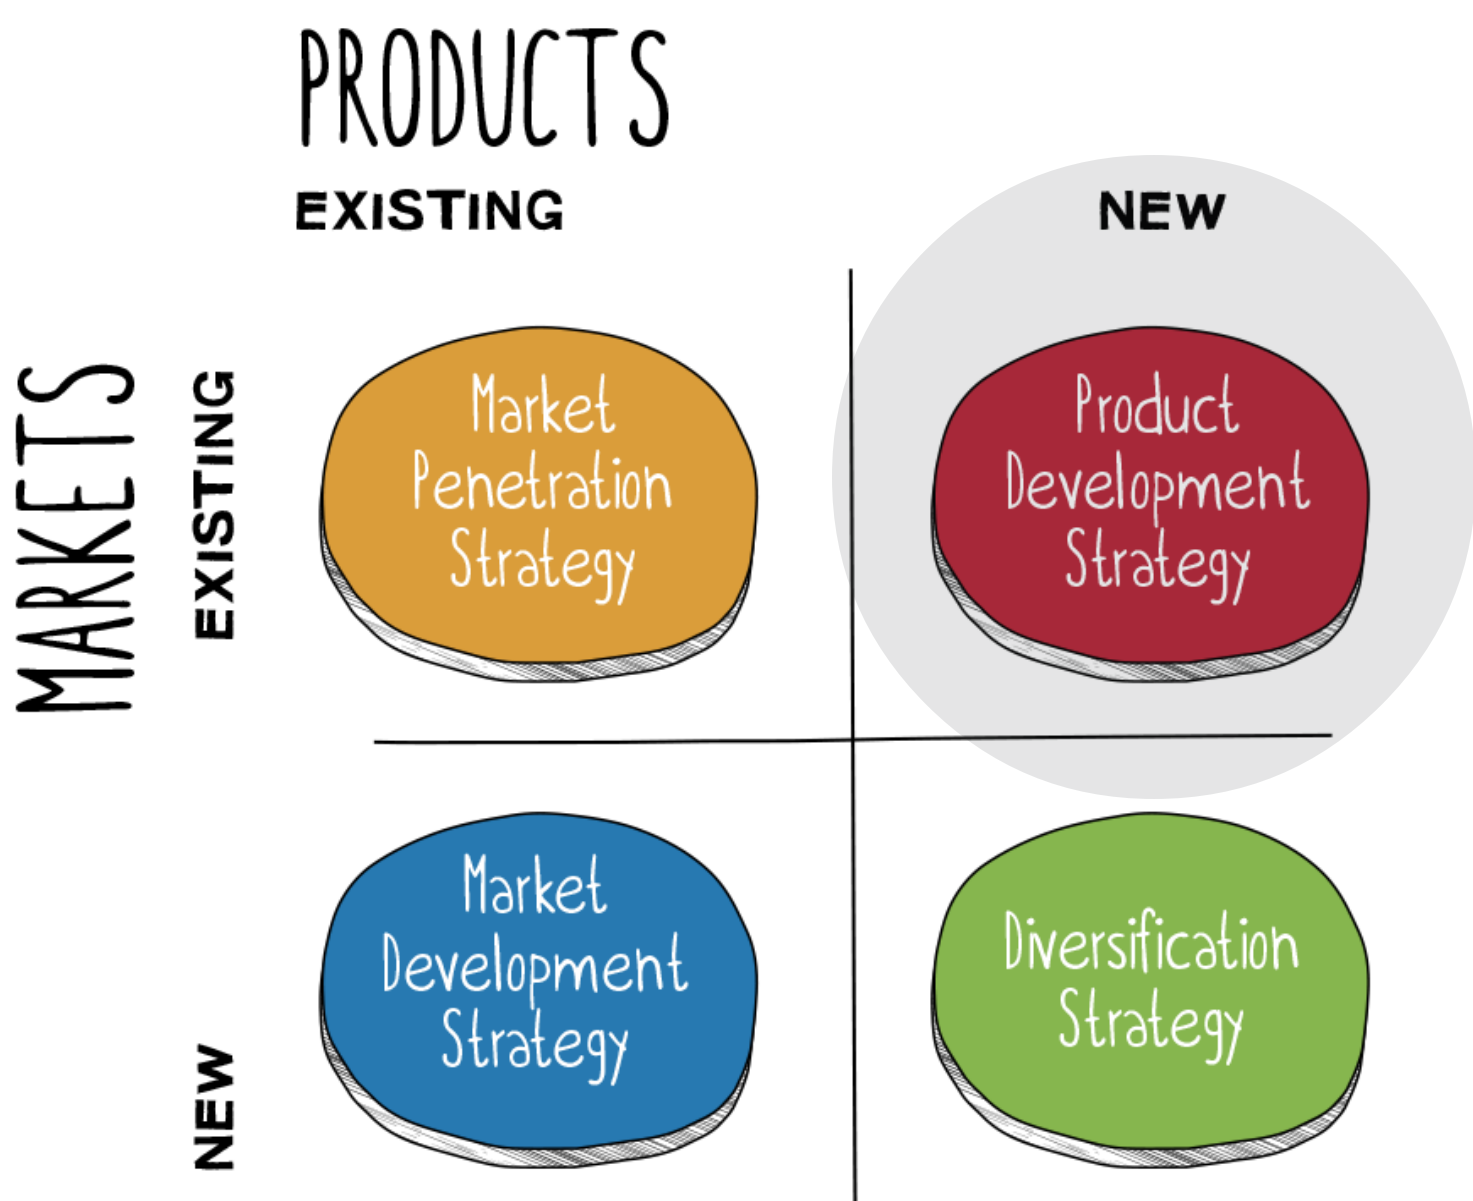 PRODUCTS
EXISTING
NEW
MARKETS
EXISTING
Market
Penetration
Strategy
Product
Development
Strategy
NEW
Market
Development
Strategy
Diversification
Strategy